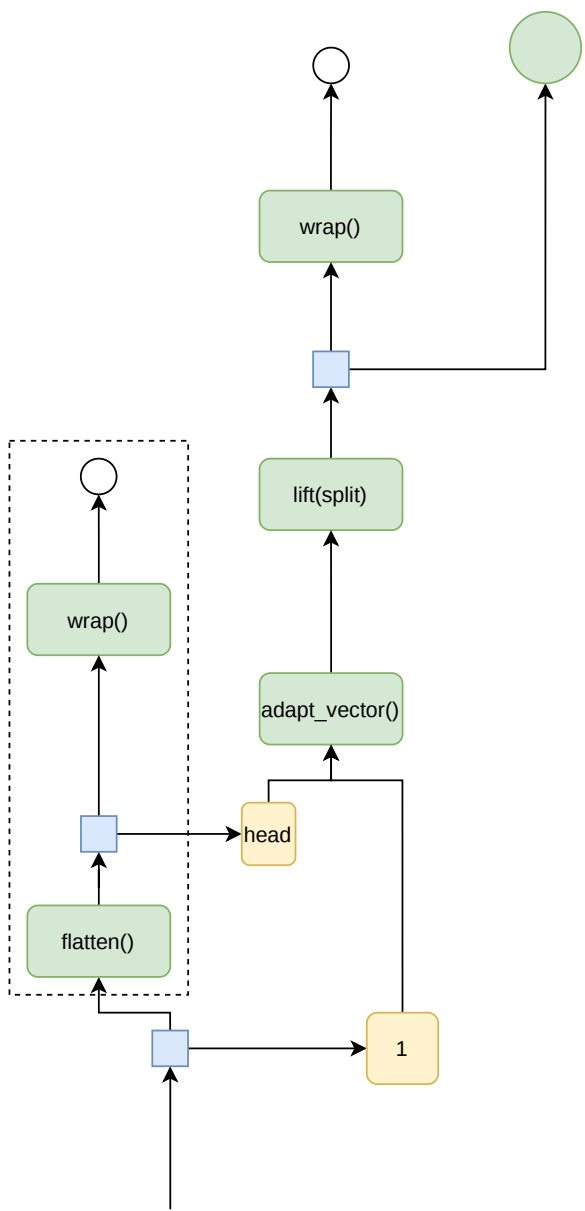 wrap()
lift(split)
wrap()
adapt_vector()
head
flatten()
1